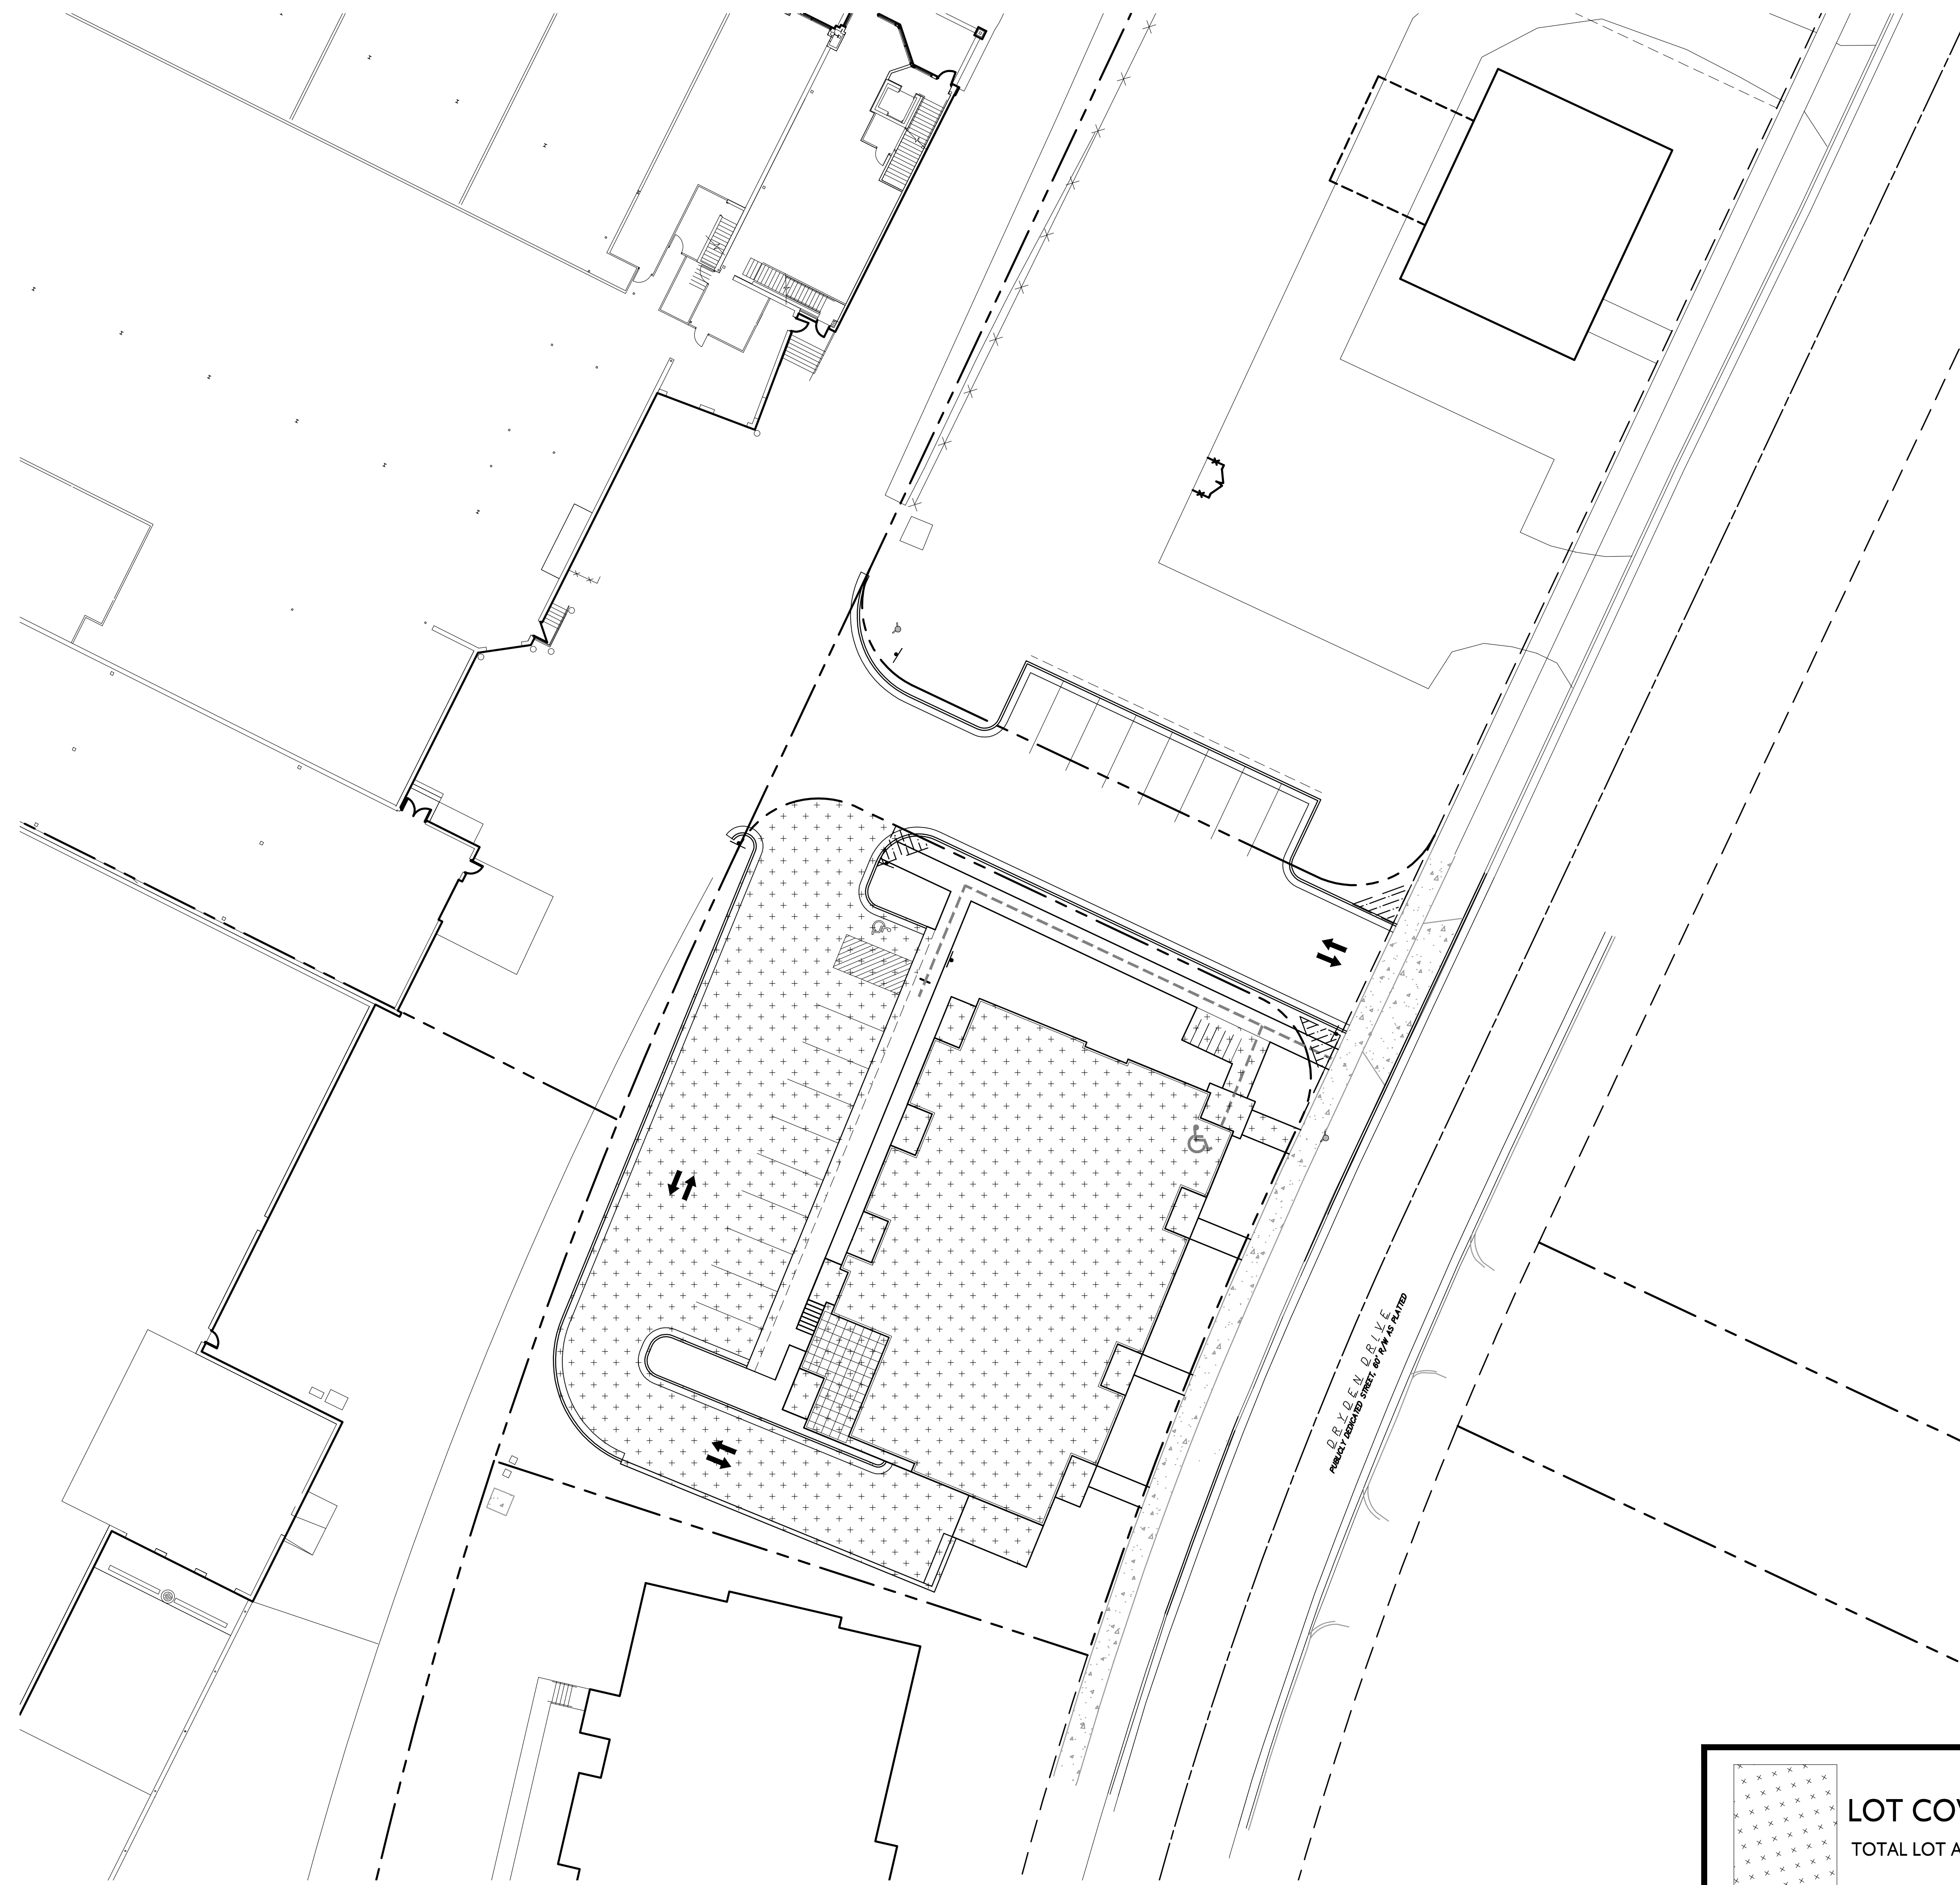 DRYDEN DRIVE
PUBLICLY DEDICATED STREET, 60' R/W AS PLATTED
LOT COV
TOTAL LOT A